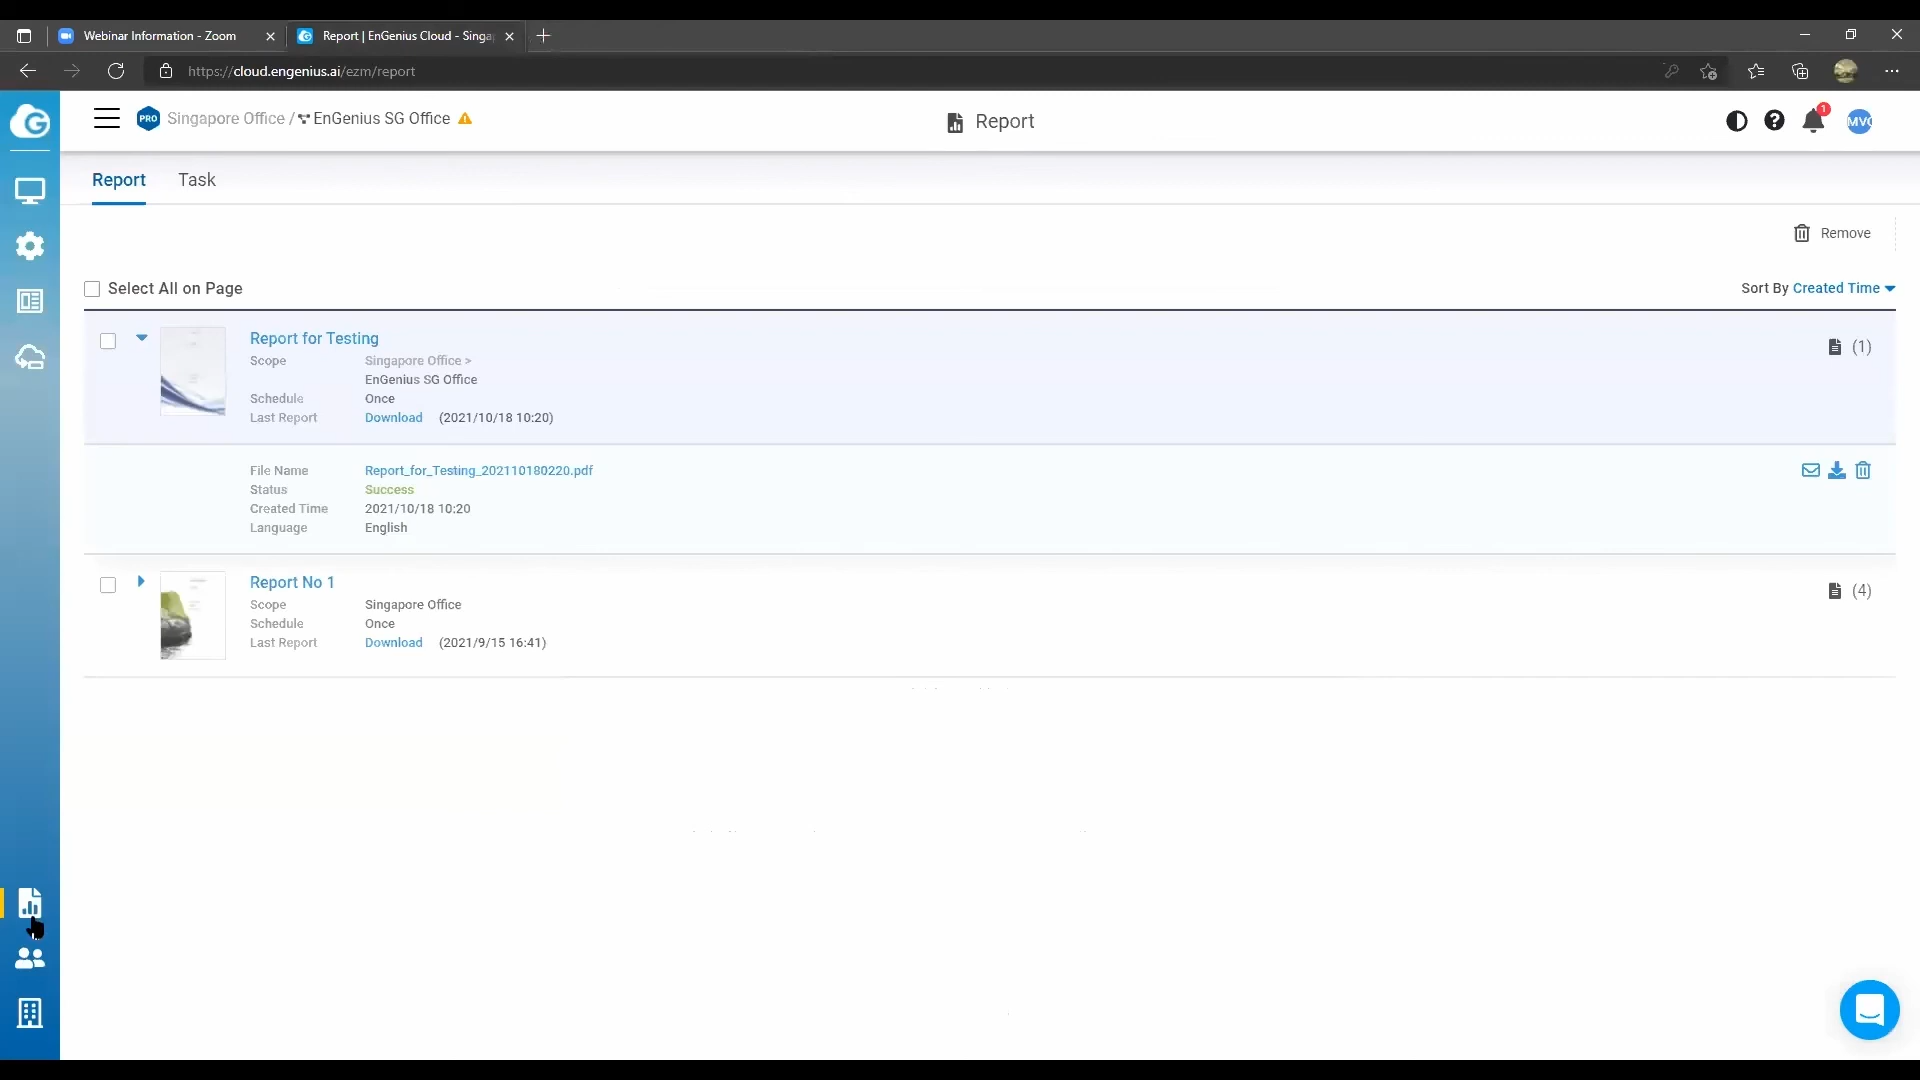 Webinar Information - Zoom
Report | EnGenius Cloud - Singa
https://cloud.engenius.ai/ezm/report
PRO Singapore Office / EnGenius SG Office
Report
1
MVC
Report Task
Remove
Select All on Page
Sort By Created Time
Report for Testing
(1)
Scope Singapore Office >
EnGenius SG Office
Schedule Once
Last Report Download (2021/10/18 10:20)
File Name Report_for_Testing_202110180220.pdf
Status Success
Created Time 2021/10/18 10:20
Language English
Report No 1
(4)
Scope Singapore Office
Schedule Once
Last Report Download (2021/9/15 16:41)